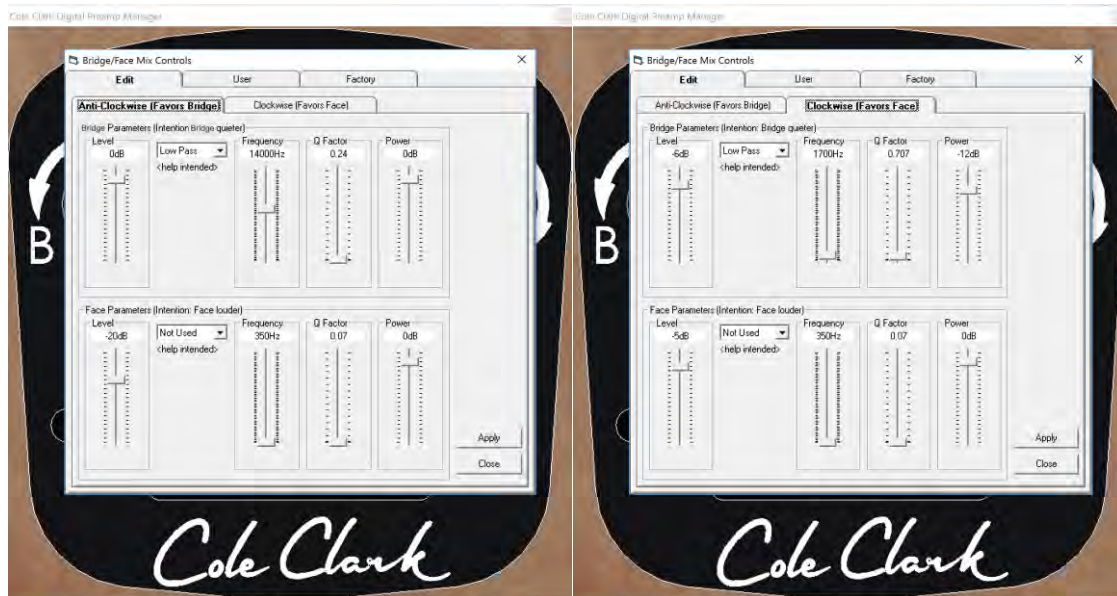 Cole Clark Digital Preamp Manager
Bridge/Face Mix Controls
Edit User Factory
Anti-Clockwise (Favors Bridge) Clockwise (Favors Face)
Bridge Parameters (Intention Bridge quieter)
Level Frequency Q Factor Power
0dB Low Pass 14000Hz 0.24 0dB
<help intended>
Face Parameters (Intention: Face louder)
Level Frequency Q Factor Power
-20dB Not Used 350Hz 0.07 0dB
<help intended>
Apply
Close
B
Cole Clark
Cole Clark Digital Preamp Manager
Bridge/Face Mix Controls
Edit User Factory
Anti-Clockwise (Favors Bridge) Clockwise (Favors Face)
Bridge Parameters (Intention: Bridge quieter)
Level Frequency Q Factor Power
-6dB Low Pass 1700Hz 0.707 -12dB
<help intended>
Face Parameters (Intention: Face louder)
Level Frequency Q Factor Power
-5dB Not Used 350Hz 0.07 0dB
<help intended>
Apply
Close
B
Cole Clark